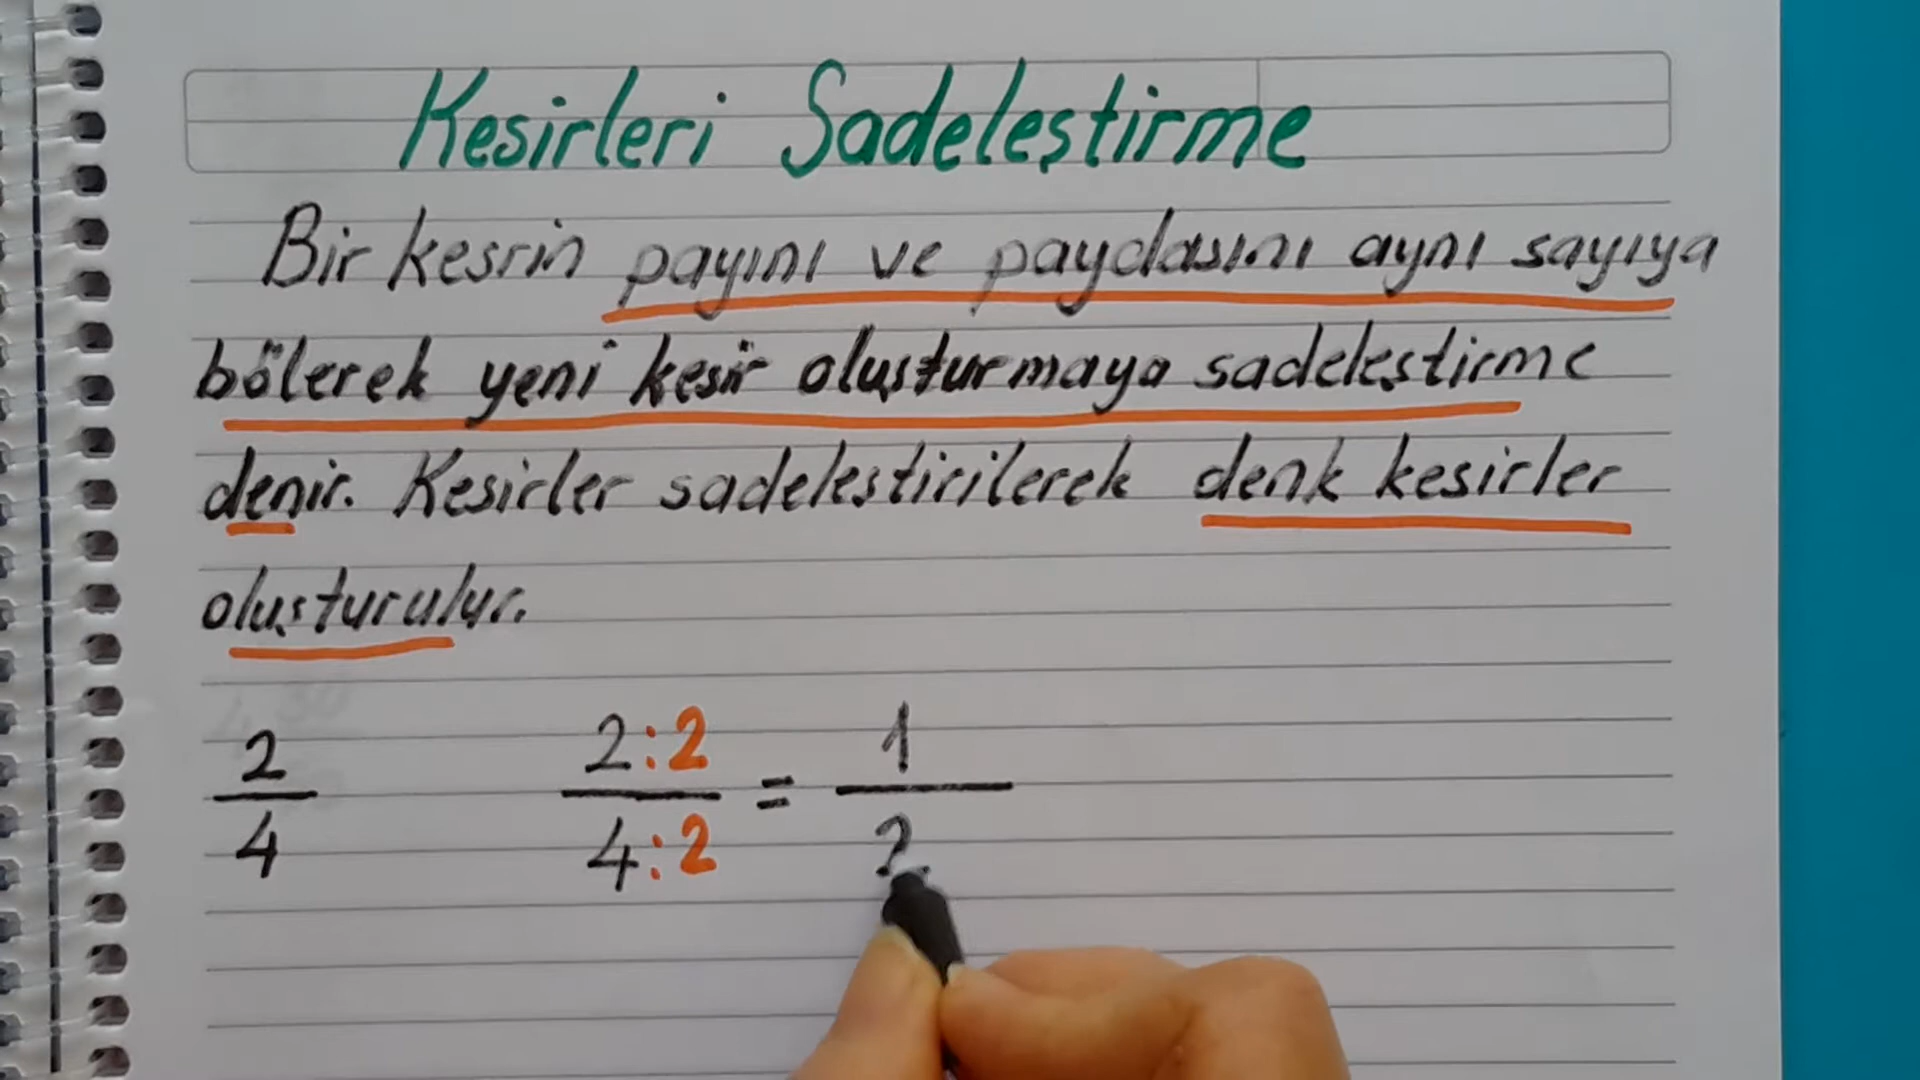 Kesirleri Sadeleştirme
Bir kesrin payını ve paydasını aynı sayıya
bölerek yeni kesir oluşturmaya sadeleştirme
denir. Kesirler sadeleştirilerek denk kesirler
oluşturulur.
2 2:2 1
= 
4 4:2 2